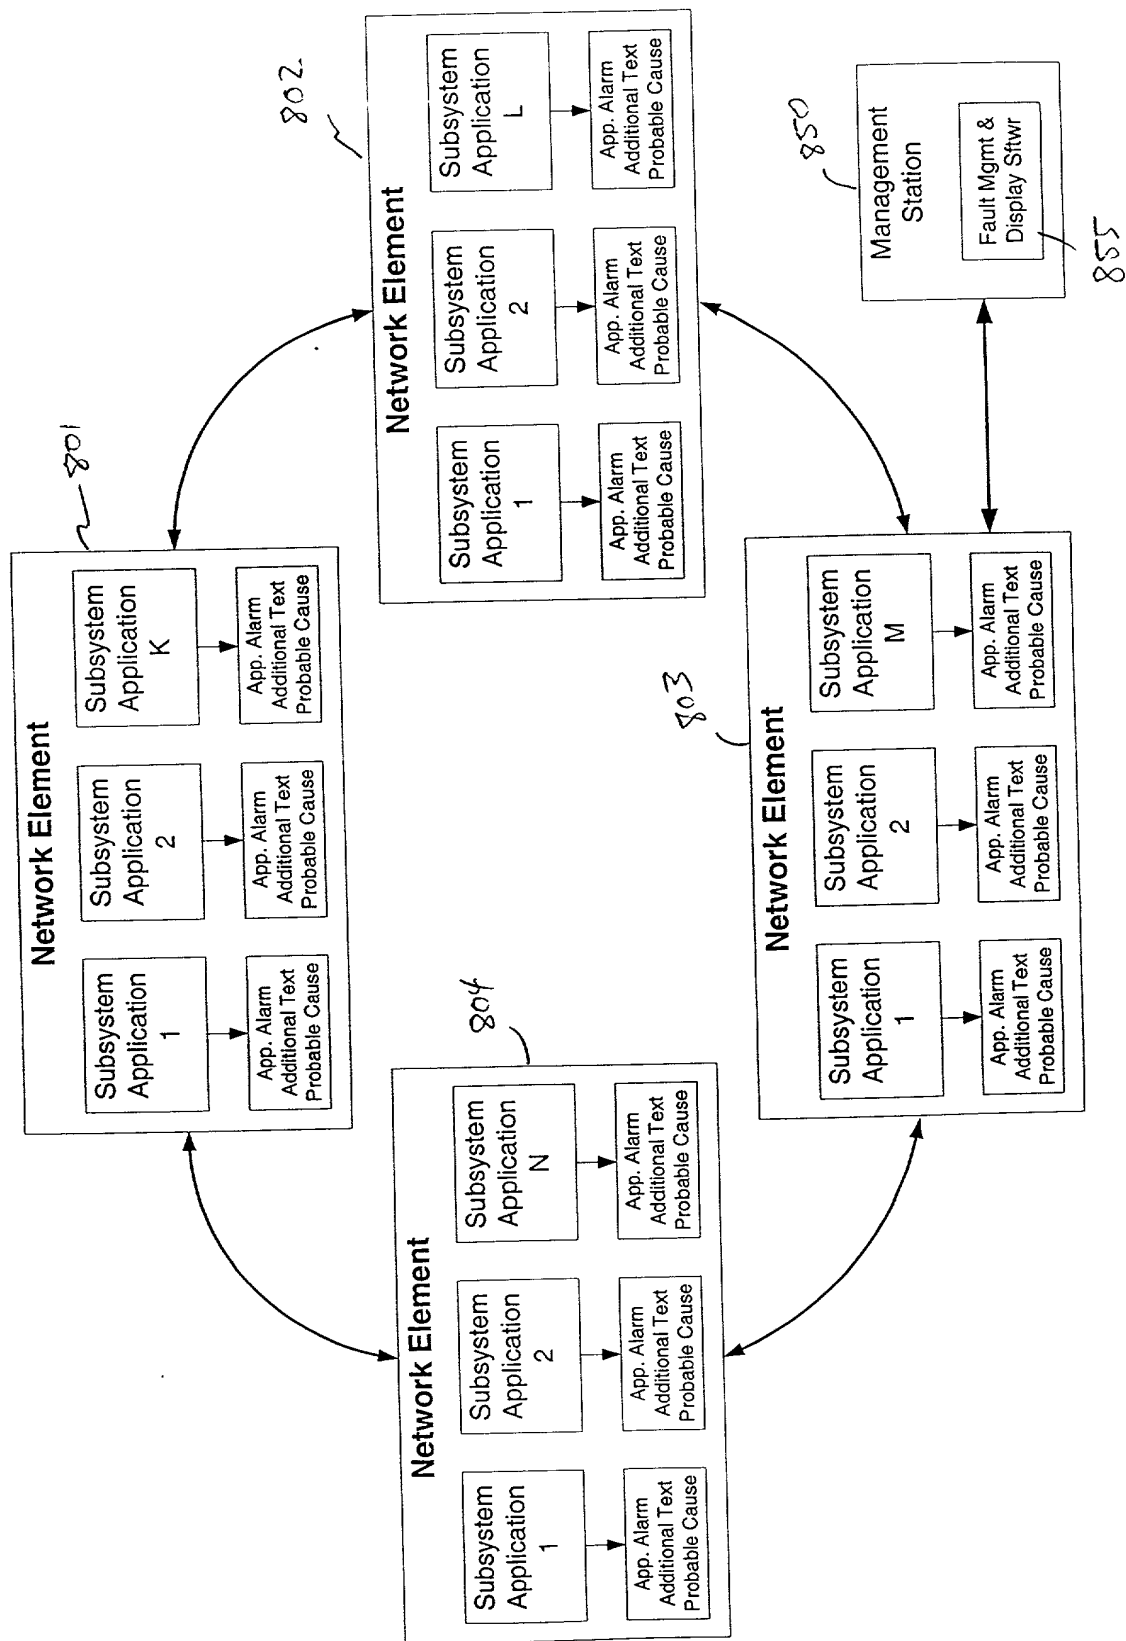 801
Network Element
Subsystem
Application
1
App. Alarm
Additional Text
Probable Cause
Subsystem
Application
2
App. Alarm
Additional Text
Probable Cause
Subsystem
Application
K
App. Alarm
Additional Text
Probable Cause
804
Network Element
Subsystem
Application
1
App. Alarm
Additional Text
Probable Cause
Subsystem
Application
2
App. Alarm
Additional Text
Probable Cause
Subsystem
Application
N
App. Alarm
Additional Text
Probable Cause
802
Network Element
Subsystem
Application
1
App. Alarm
Additional Text
Probable Cause
Subsystem
Application
2
App. Alarm
Additional Text
Probable Cause
Subsystem
Application
L
App. Alarm
Additional Text
Probable Cause
803
Network Element
Subsystem
Application
1
App. Alarm
Additional Text
Probable Cause
Subsystem
Application
2
App. Alarm
Additional Text
Probable Cause
Subsystem
Application
M
App. Alarm
Additional Text
Probable Cause
850
Management
Station
Fault Mgmt &
Display Sftwr
855